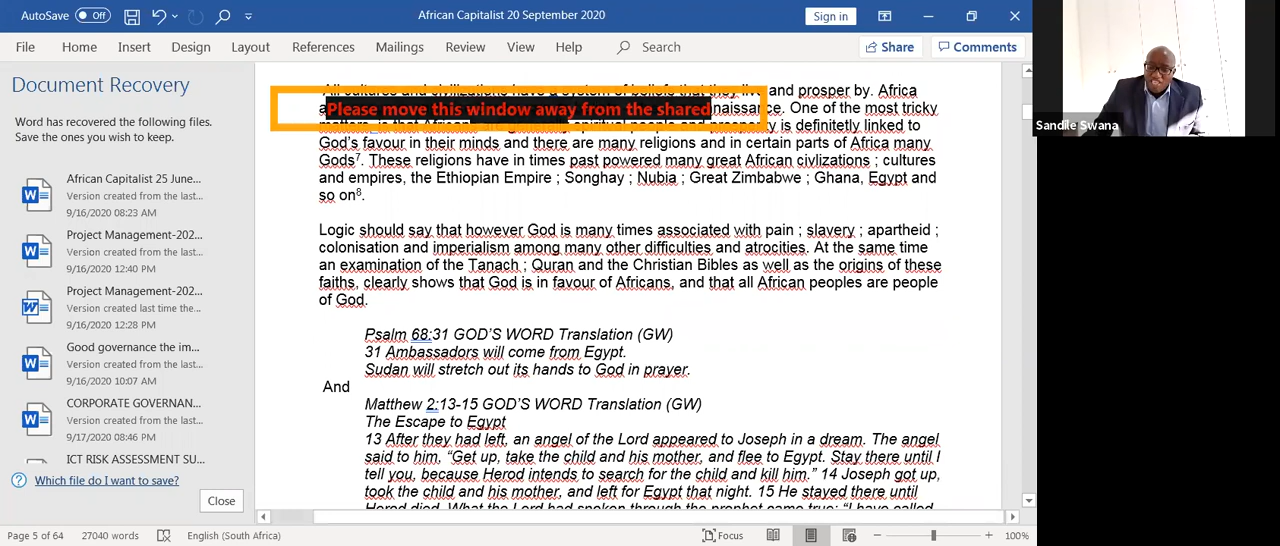 AutoSave Off African Capitalist 20 September 2020 Sign in
File Home Insert Design Layout References Mailings Review View Help Search Share Comments
Document Recovery
Word has recovered the following files.
Save the ones you wish to keep.
African Capitalist 25 June...
Version created from the last...
9/16/2020 08:23 AM
Project Management-202...
Version created from the last...
9/16/2020 12:40 PM
Project Management-202...
Version created last time the...
9/16/2020 12:28 PM
Good governance the im...
Version created from the last...
9/16/2020 10:07 AM
CORPORATE GOVERNAN...
Version created from the last...
9/17/2020 08:46 PM
ICT RISK ASSESSMENT SU...
Version created from the last...
Which file do I want to save?
Close
All cultures and civilizations have a system of beliefs that they live and prosper by. Africa
Please move this window away from the shared
naissance. One of the most tricky
spiritual people and prosperity is definitetly linked to
God's favour in their minds and there are many religions and in certain parts of Africa many
Gods7. These religions have in times past powered many great African civlizations ; cultures
and empires, the Ethiopian Empire ; Songhay ; Nubia ; Great Zimbabwe ; Ghana, Egypt and
so on8.
Logic should say that however God is many times associated with pain ; slavery ; apartheid ;
colonisation and imperialism among many other difficulties and atrocities. At the same time
an examination of the Tanach ; Quran and the Christian Bibles as well as the origins of these
faiths, clearly shows that God is in favour of Africans, and that all African peoples are people
of God.
Psalm 68:31 GOD'S WORD Translation (GW)
31 Ambassadors will come from Egypt.
Sudan will stretch out its hands to God in prayer.
And
Matthew 2:13-15 GOD'S WORD Translation (GW)
The Escape to Egypt
13 After they had left, an angel of the Lord appeared to Joseph in a dream. The angel
said to him, "Get up, take the child and his mother, and flee to Egypt. Stay there until I
tell you, because Herod intends to search for the child and kill him." 14 Joseph got up,
took the child and his mother, and left for Egypt that night. 15 He stayed there until
Herod died. What the Lord had spoken through the prophet came true: "I have called
Sandile Swana
Page 5 of 64 27040 words English (South Africa) Focus 100%